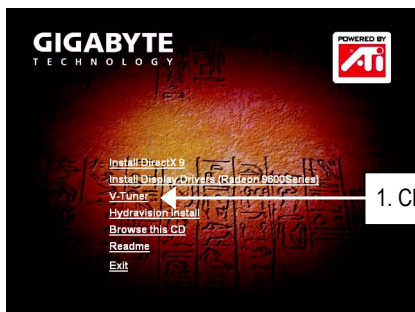 GIGABYTE
TECHNOLOGY
POWERED BY
ATI
Install DirectX 9
Install Display Drivers (Radeon 9600Series)
V-Tuner
Hydravision Install
Browse this CD
Readme
Exit
1.